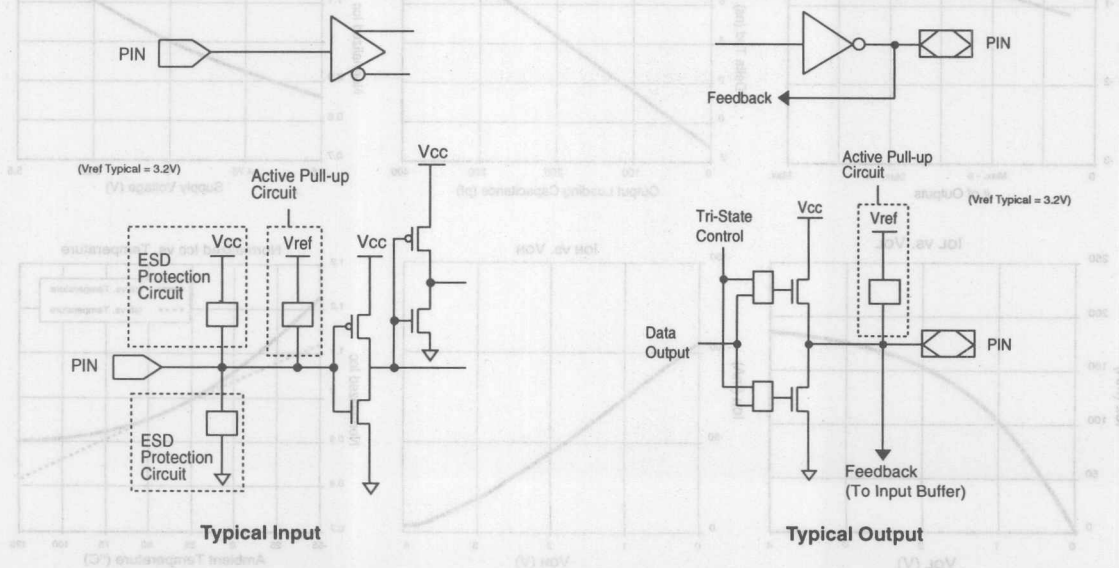 PIN
PIN
Feedback
(Vref Typical = 3.2V)
Active Pull-up
Circuit
Vcc
Active Pull-up
Circuit
(Vref Typical = 3.2V)
Vcc
Vref
Vcc
ESD
Protection
Circuit
Tri-State
Control
Vcc
Vref
Data
Output
PIN
PIN
ESD
Protection
Circuit
Feedback
(To Input Buffer)
Typical Input
Typical Output